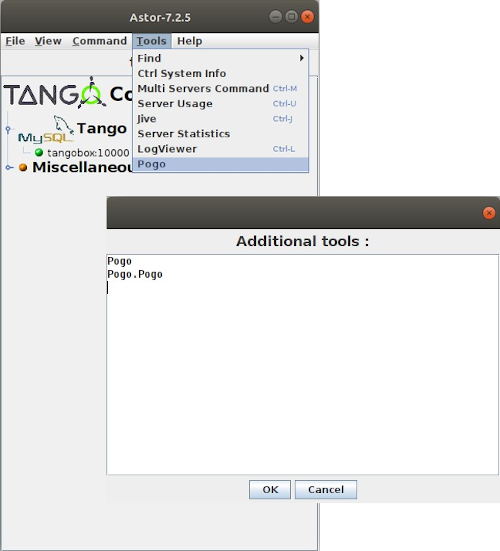 Astor-7.2.5
File View Command Tools Help
Find
TANGO Co
Ctrl System Info
Multi Servers Command Ctrl-M
Server Usage Ctrl-U
Jive Ctrl-J
MySQL Tango
Server Statistics
tangobox:10000
LogViewer Ctrl-L
Miscellaneou
Pogo
Additional tools :
Pogo
Pogo.Pogo
OK Cancel